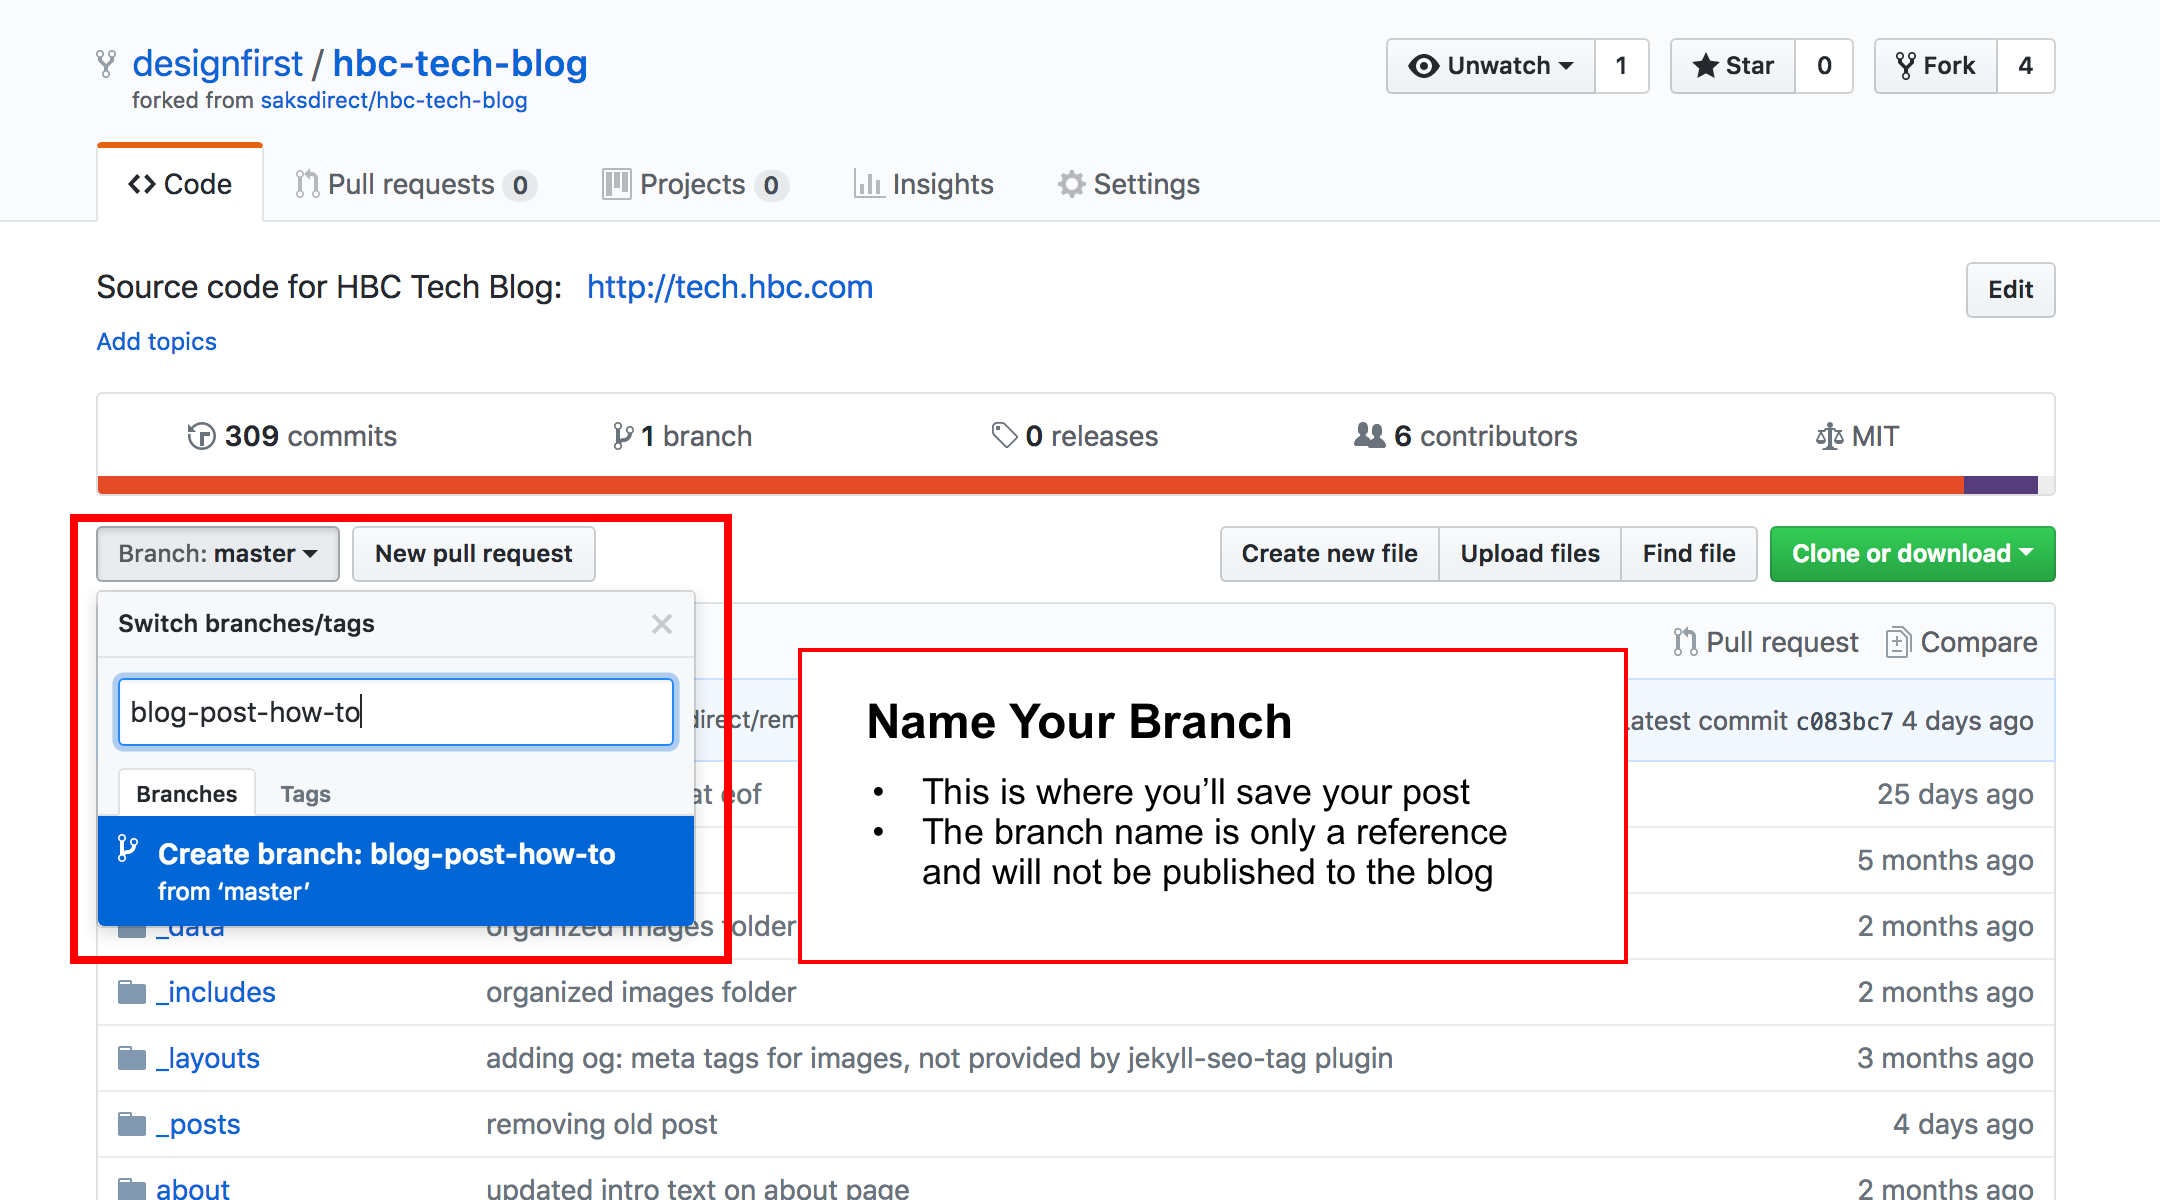 designfirst / hbc-tech-blog
forked from saksdirect/hbc-tech-blog
Unwatch 1 Star 0 Fork 4
Code Pull requests 0 Projects 0 Insights Settings
Source code for HBC Tech Blog: http://tech.hbc.com
Edit
Add topics
309 commits 1 branch 0 releases 6 contributors MIT
Branch: master New pull request Create new file Upload files Find file Clone or download
Switch branches/tags
Pull request Compare
blog-post-how-to
direct/rem
Latest commit c083bc7 4 days ago
Branches Tags
at eof
25 days ago
Create branch: blog-post-how-to
from ‘master’
5 months ago
Name Your Branch
• This is where you’ll save your post
• The branch name is only a reference
and will not be published to the blog
_data organized images folder 2 months ago
_includes organized images folder 2 months ago
_layouts adding og: meta tags for images, not provided by jekyll-seo-tag plugin 3 months ago
_posts removing old post 4 days ago
about updated intro text on about page 2 months ago